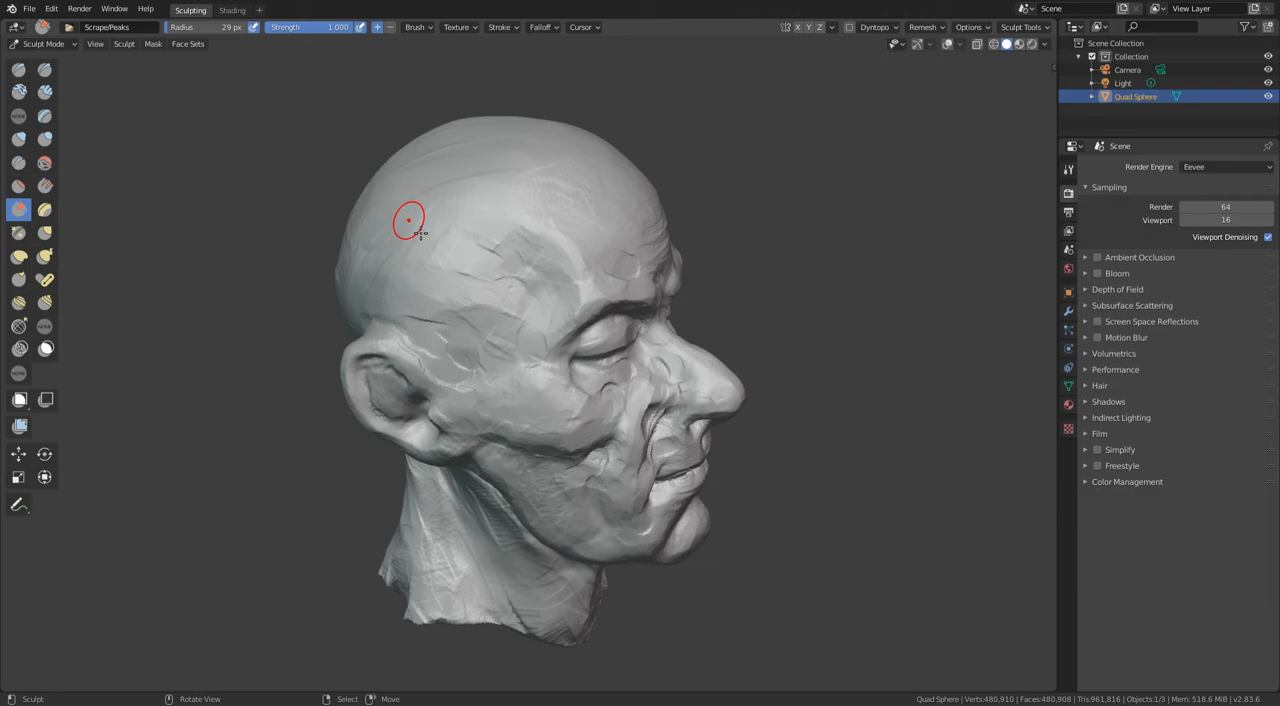 File Edit Render Window Help Sculpting Shading + Scene View Layer
Scrape/Peaks Radius 29 px Strength 1.000 + − Brush Texture Stroke Falloff Cursor X Y Z Dyntopo Remesh Options Sculpt Tools
Sculpt Mode View Sculpt Mask Face Sets
Scene Collection
Collection
Camera
Light
Quad Sphere
Scene
Render Engine Eevee
Sampling
Render 64
Viewport 16
Viewport Denoising
Ambient Occlusion
Bloom
Depth of Field
Subsurface Scattering
Screen Space Reflections
Motion Blur
Volumetrics
Performance
Hair
Shadows
Indirect Lighting
Film
Simplify
Freestyle
Color Management
NONE
NONE
NONE
Sculpt Rotate View Select Move Quad Sphere | Verts:480,910 | Faces:480,908 | Tris:961,816 | Objects:1/3 | Mem: 518.6 MiB | v2.83.6